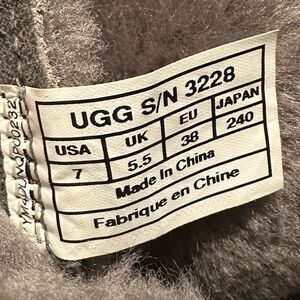 UGG S/N 3228
USA UK EU JAPAN
7 5.5 38 240
Made In China
Fabrique en Chine